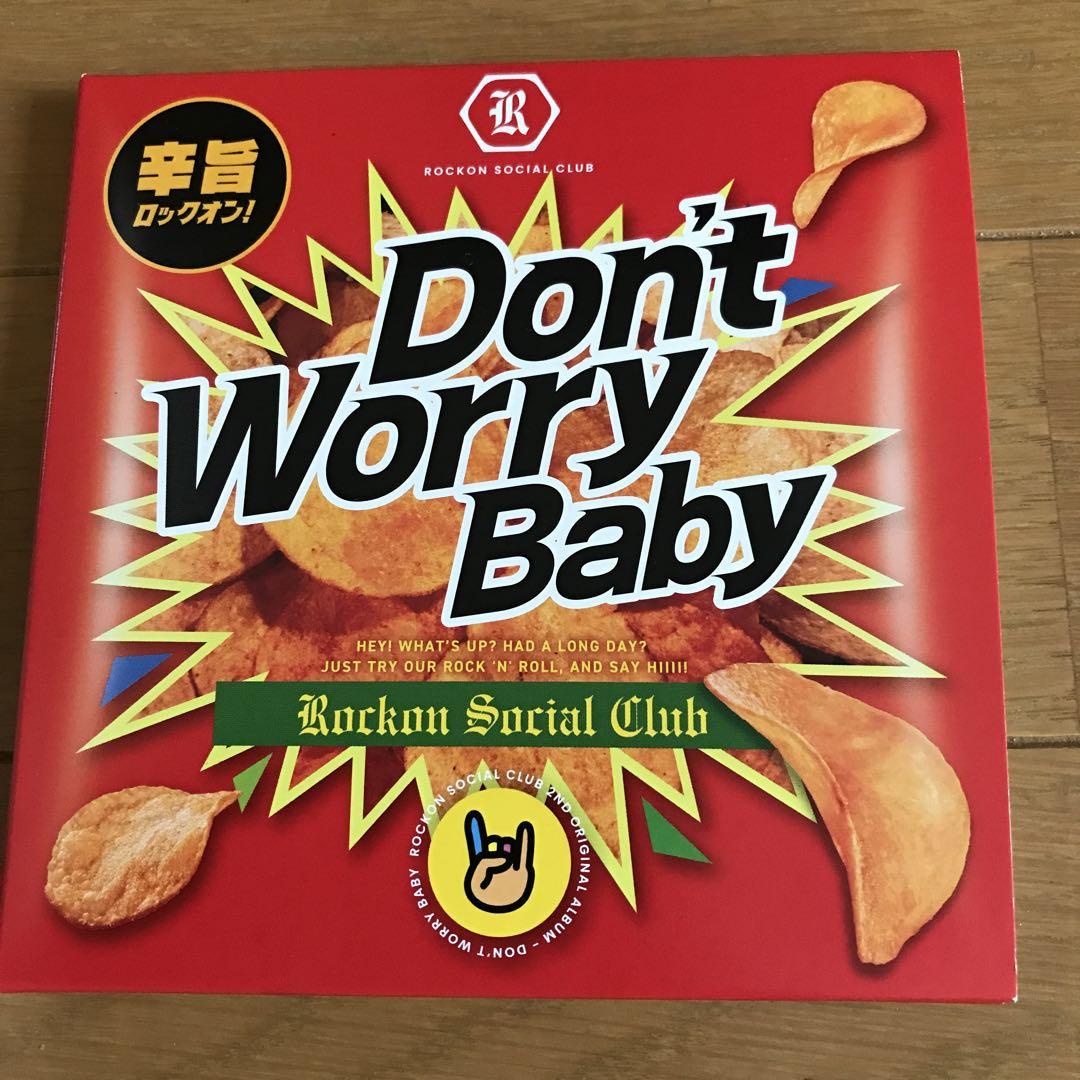 R
ROCKON SOCIAL CLUB
辛旨
ロックオン!
Don't
Worry
Baby
HEY! WHAT'S UP? HAD A LONG DAY?
JUST TRY OUR ROCK 'N' ROLL, AND SAY HIIII!
Rockon Social Club
ROCKON SOCIAL CLUB 2ND ORIGINAL ALBUM - DON'T WORRY BABY